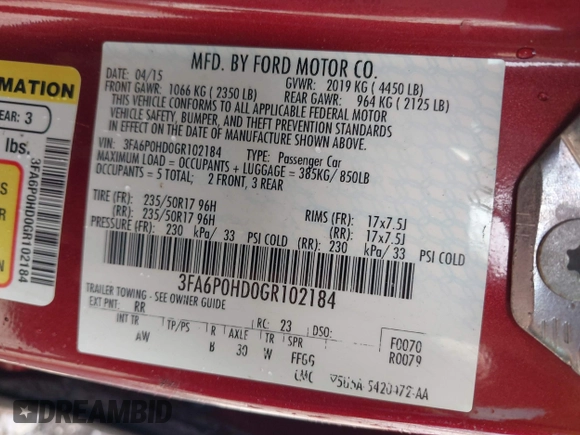 MFD. BY FORD MOTOR CO.
DATE: 04/15
GVWR: 2019 KG ( 4450 LB)
FRONT GAWR: 1066 KG ( 2350 LB)
REAR GAWR: 964 KG ( 2125 LB)
THIS VEHICLE CONFORMS TO ALL APPLICABLE FEDERAL MOTOR
VEHICLE SAFETY, BUMPER, AND THEFT PREVENTION STANDARDS
IN EFFECT ON THE DATE OF MANUFACTURE SHOWN ABOVE.
VIN: 3FA6P0HD0GR102184
TYPE: Passenger Car
MAXIMUM LOAD = OCCUPANTS + LUGGAGE = 385KG/ 850LB
OCCUPANTS = 5 TOTAL; 2 FRONT, 3 REAR
TIRE (FR): 235/50R17 96H
RIMS (FR): 17x7.5J
(RR): 235/50R17 96H
(RR): 17x7.5J
PRESSURE (FR): 230 kPa/ 33 PSI COLD
(RR): 230 kPa/ 33 PSI COLD
3FA6P0HD0GR102184
TRAILER TOWING - SEE OWNER GUIDE
EXT PNT: RR
RC: 23 DSO:
F0070
R0079
INT TR TP/PS R AXLE TR SPR
AW B 30 W FFGG
MATION
EAR: 3
lbs.
3FA6P0HD0GR102184
DREAMBID